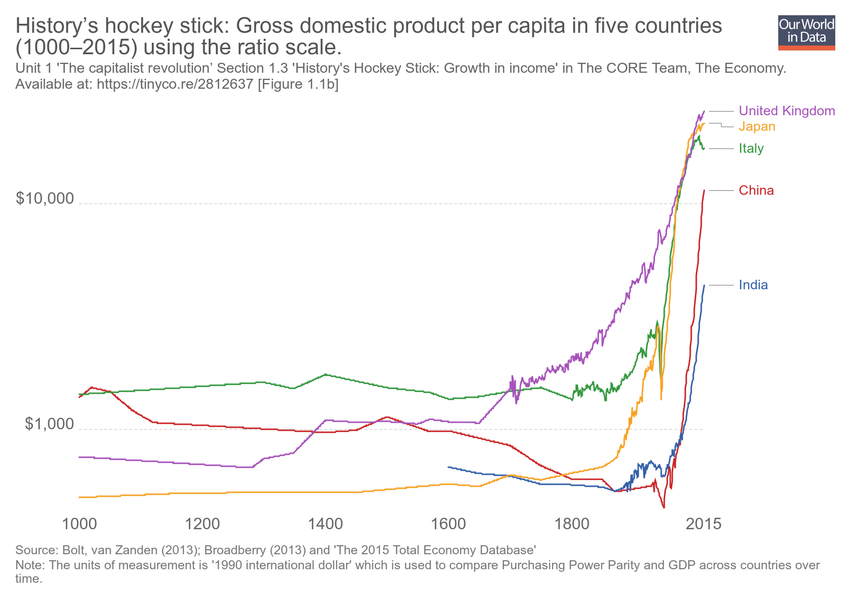 History's hockey stick: Gross domestic product per capita in five countries
(1000–2015) using the ratio scale.
Our World
in Data
Unit 1 'The capitalist revolution' Section 1.3 'History's Hockey Stick: Growth in income' in The CORE Team, The Economy.
Available at: https://tinyco.re/2812637 [Figure 1.1b]
United Kingdom
Japan
Italy
China
India
$10,000
$1,000
1000 1200 1400 1600 1800 2015
Source: Bolt, van Zanden (2013); Broadberry (2013) and 'The 2015 Total Economy Database'
Note: The units of measurement is '1990 international dollar' which is used to compare Purchasing Power Parity and GDP across countries over
time.